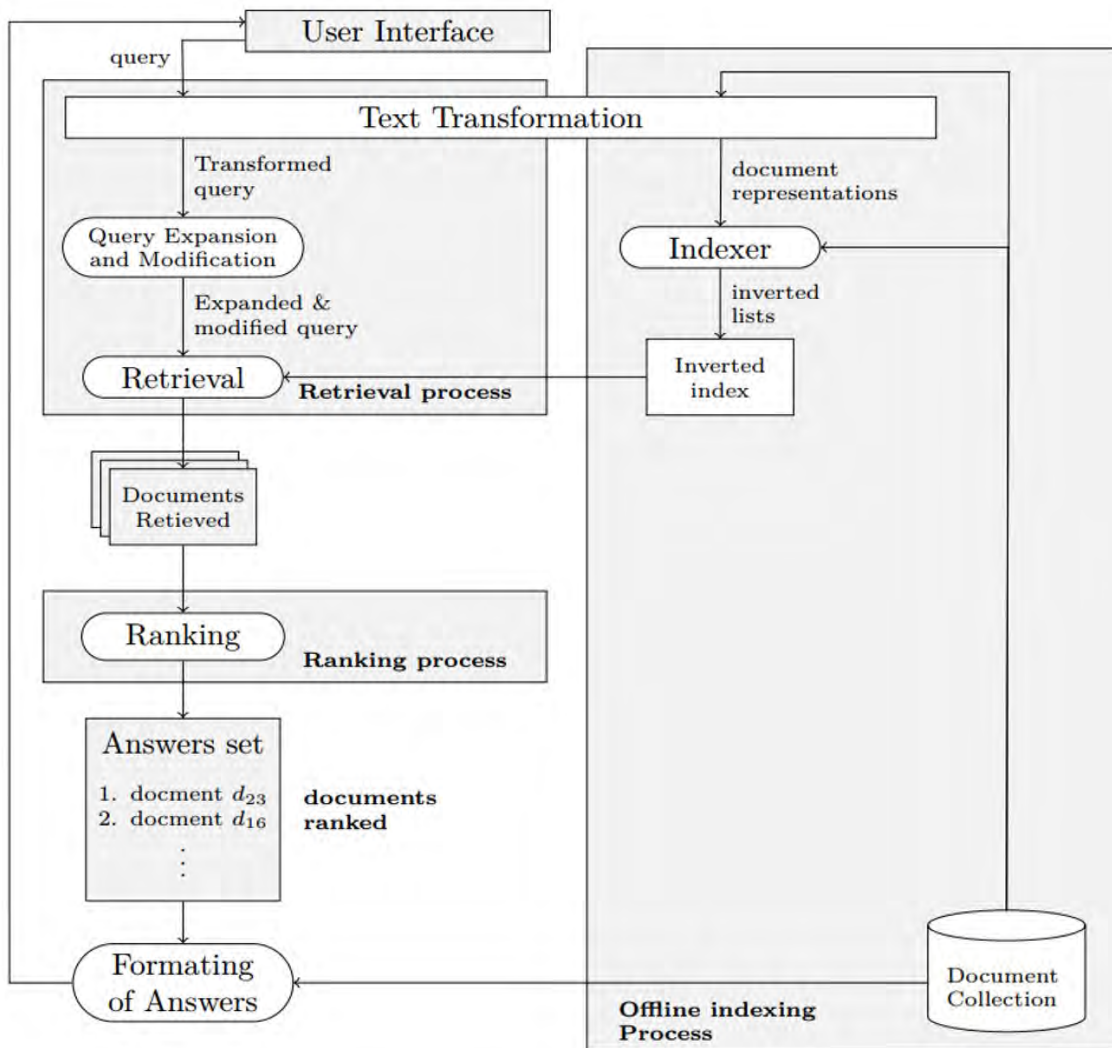 User Interface
query
Text Transformation
Transformed
query
document
representations
Query Expansion
and Modification
Indexer
Expanded &
modified query
inverted
lists
Retrieval
Inverted
index
Retrieval process
Documents
Retieved
Ranking
Ranking process
Answers set
1. docment d₂₃
2. docment d₁₆
⋮
documents
ranked
Formating
of Answers
Document
Collection
Offline indexing
Process